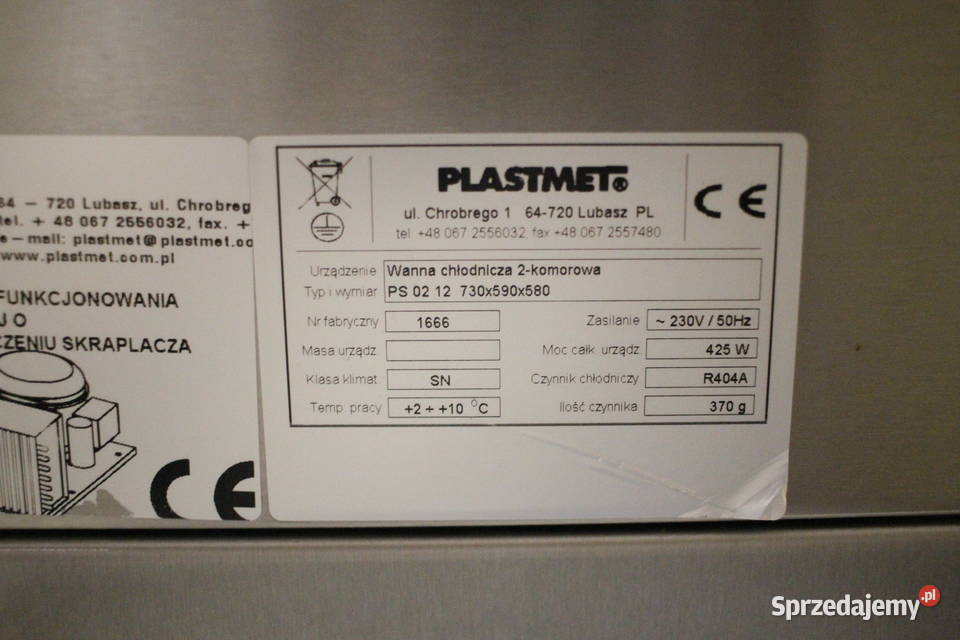 64 – 720 Lubasz, ul. Chrobreg
tel. + 48 067 2556032, fax. +
e – mail: plastmet@plastmet.co
www.plastmet.com.pl
FUNKCJONOWANIA
J O
CZENIU SKRAPLACZA
CE
PLASTMET®
CE
ul. Chrobrego 1 64-720 Lubasz PL
tel +48 067 2556032, fax +48 067 2557480
Urządzenie Wanna chłodnicza 2-komorowa
Typ i wymiar PS 02 12 730x590x580
Nr fabryczny 1666 Zasilanie ~ 230V / 50Hz
Masa urządz Moc całk. urządz. 425 W
Klasa klimat SN Czynnik chłodniczy R404A
Temp. pracy +2 ÷ +10 °C Ilość czynnika 370 g
Sprzedajemy.pl